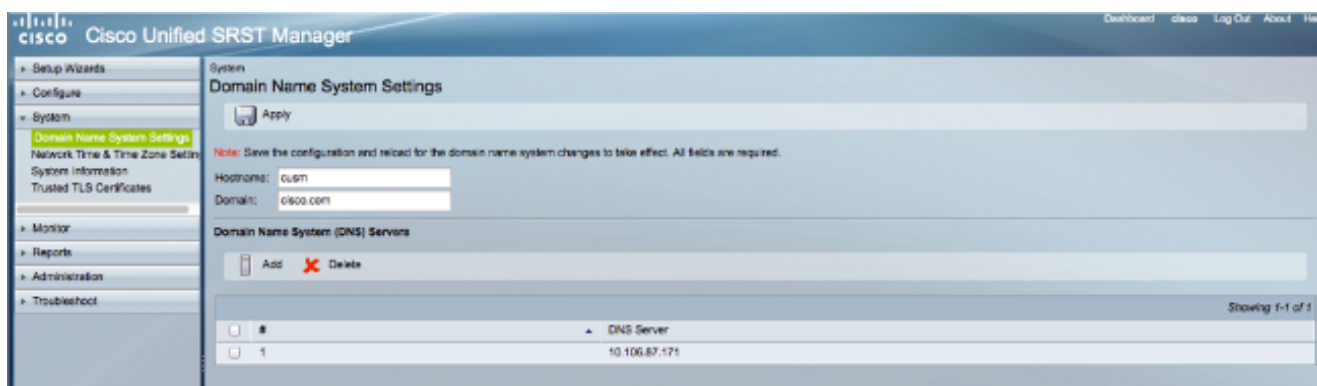 Dashboard cisco Log Out About He
CISCO Cisco Unified SRST Manager
Setup Wizards
Configure
System
Domain Name System Settings
Network Time & Time Zone Settin
System Information
Trusted TLS Certificates
Monitor
Reports
Administration
Troubleshoot
System
Domain Name System Settings
Apply
Note: Save the configuration and reload for the domain name system changes to take effect. All fields are required.
Hostname: cusm
Domain: cisco.com
Domain Name System (DNS) Servers
Add Delete
Showing 1-1 of 1
# DNS Server
1 10.106.87.171